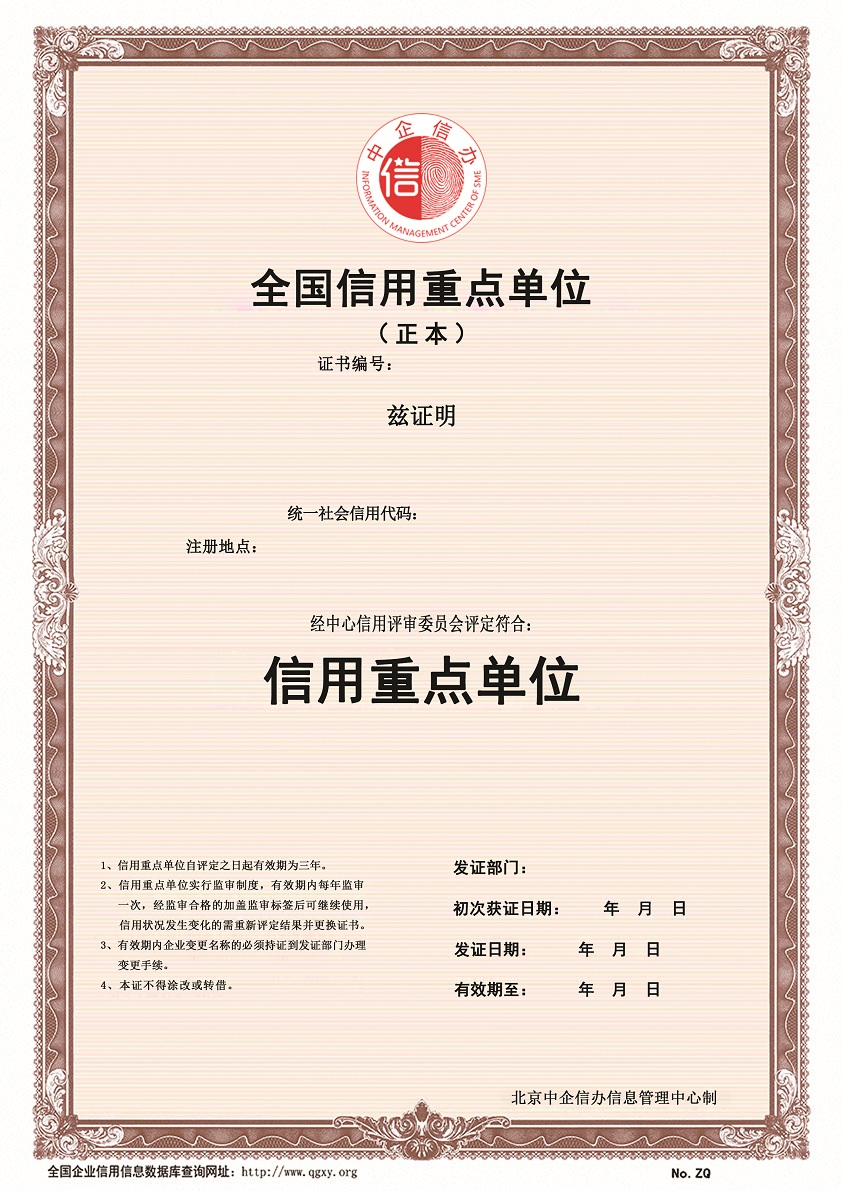 中企信办
信
INFORMATION MANAGEMENT CENTER OF SME
全国信用重点单位
（正本）
证书编号：
兹证明
统一社会信用代码：
注册地点：
经中心信用评审委员会评定符合：
信用重点单位
1、信用重点单位自评定之日起有效期为三年。
2、信用重点单位实行监审制度，有效期内每年监审
一次，经监审合格的加盖监审标签后可继续使用，
信用状况发生变化的需重新评定结果并更换证书。
3、有效期内企业变更名称的必须持证到发证部门办理
变更手续。
4、本证不得涂改或转借。
发证部门：
初次获证日期： 年 月 日
发证日期： 年 月 日
有效期至： 年 月 日
北京中企信办信息管理中心制
全国企业信用信息数据库查询网址：http://www.qgxy.org
No. ZQ